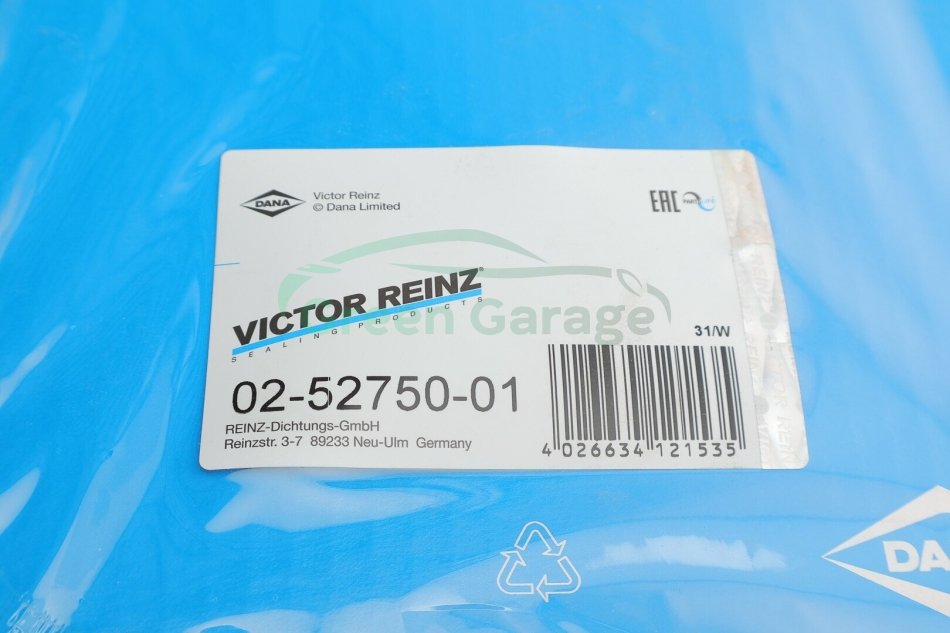 DANA
Victor Reinz
© Dana Limited
EAC
PARTSLIFE
VICTOR REINZ®
SEALING PRODUCTS
Green Garage
31/W
02-52750-01
REINZ-Dichtungs-GmbH
Reinzstr. 3-7 89233 Neu-Ulm Germany
4 026634 121535
DA